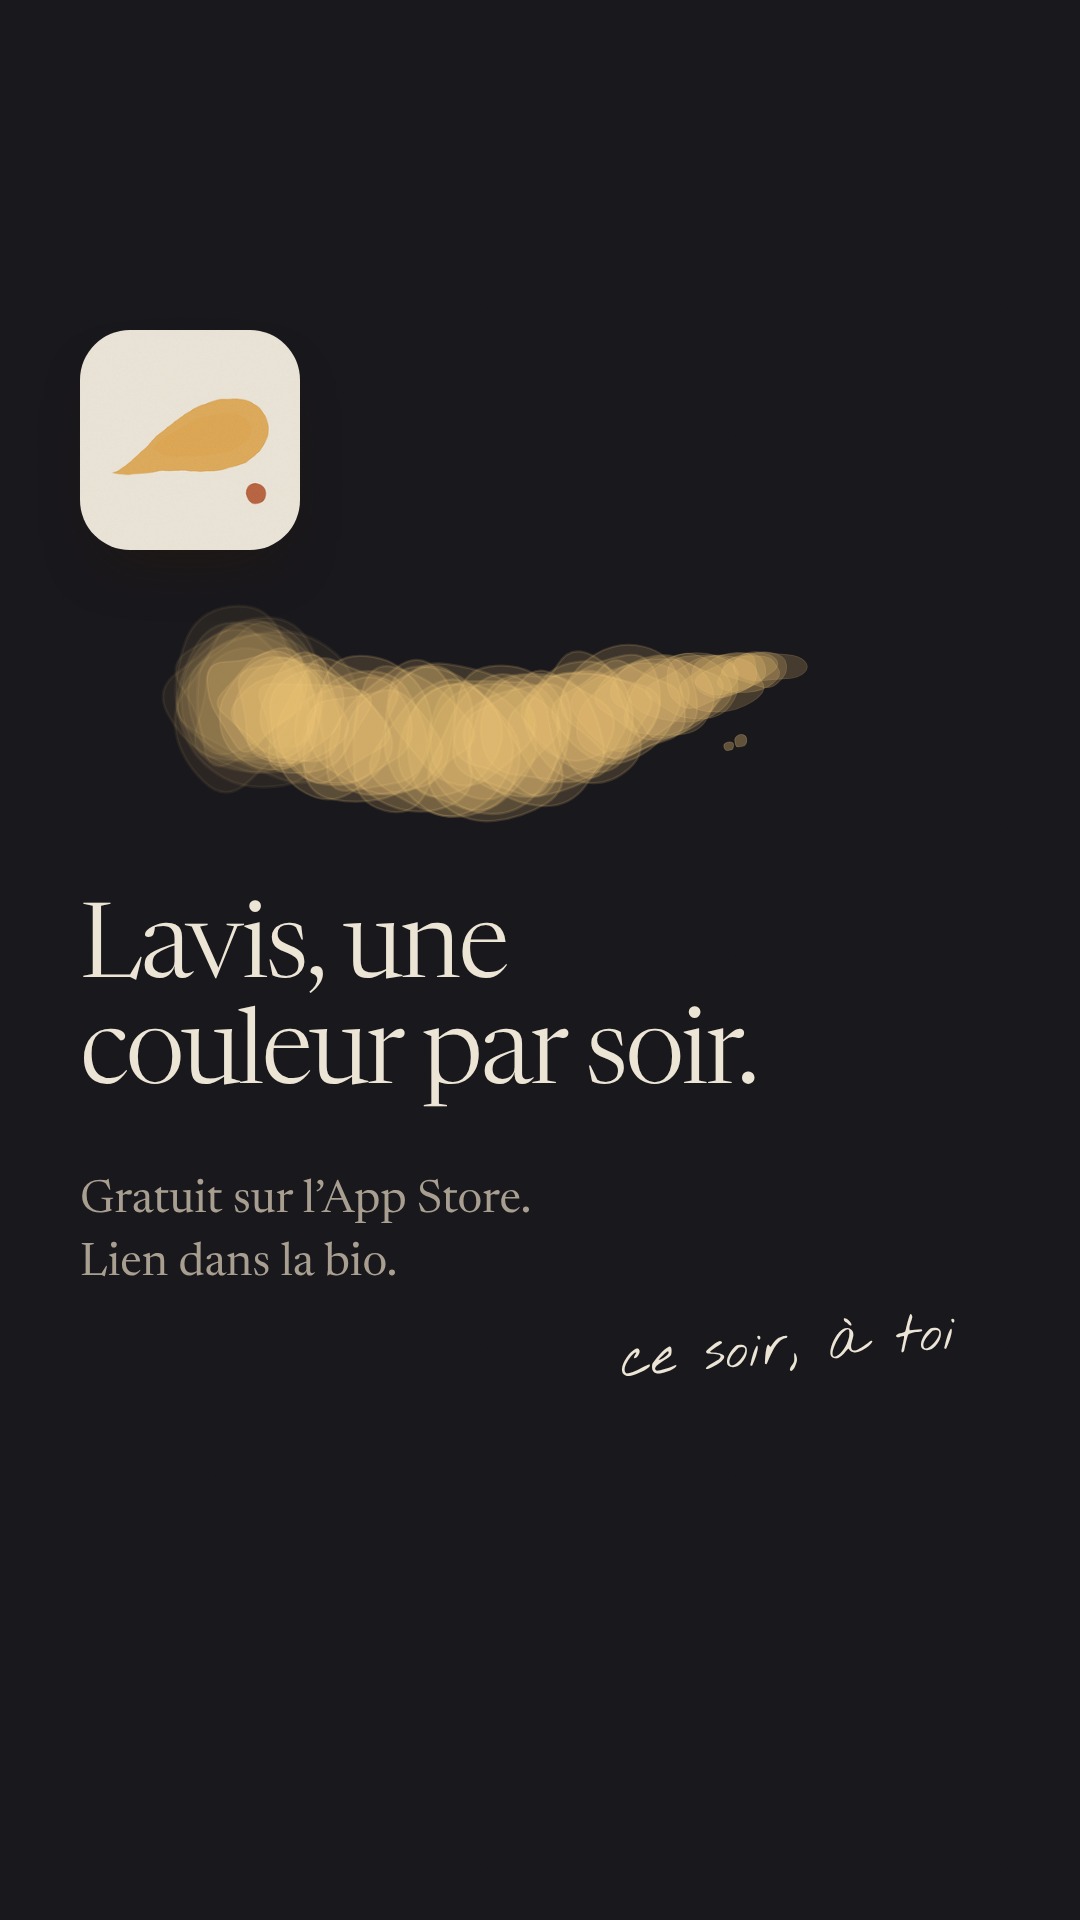 Lavis, une
couleur par soir.
Gratuit sur l’App Store.
Lien dans la bio.
ce soir, à toi